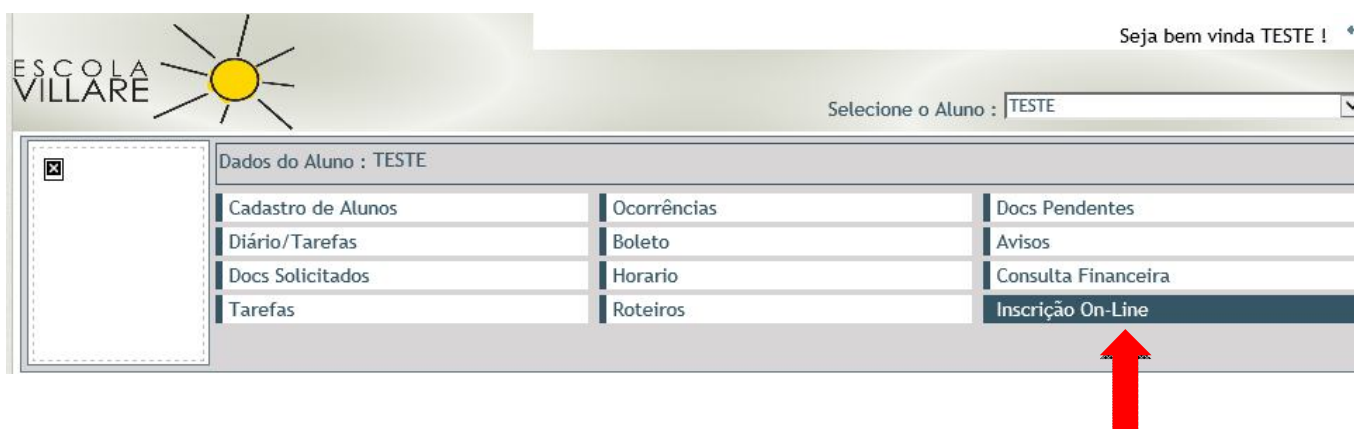 Seja bem vinda TESTE !
ESCOLA
VILLARE
Selecione o Aluno : TESTE
Dados do Aluno : TESTE
Cadastro de Alunos Ocorrências Docs Pendentes
Diário/Tarefas Boleto Avisos
Docs Solicitados Horario Consulta Financeira
Tarefas Roteiros Inscrição On-Line